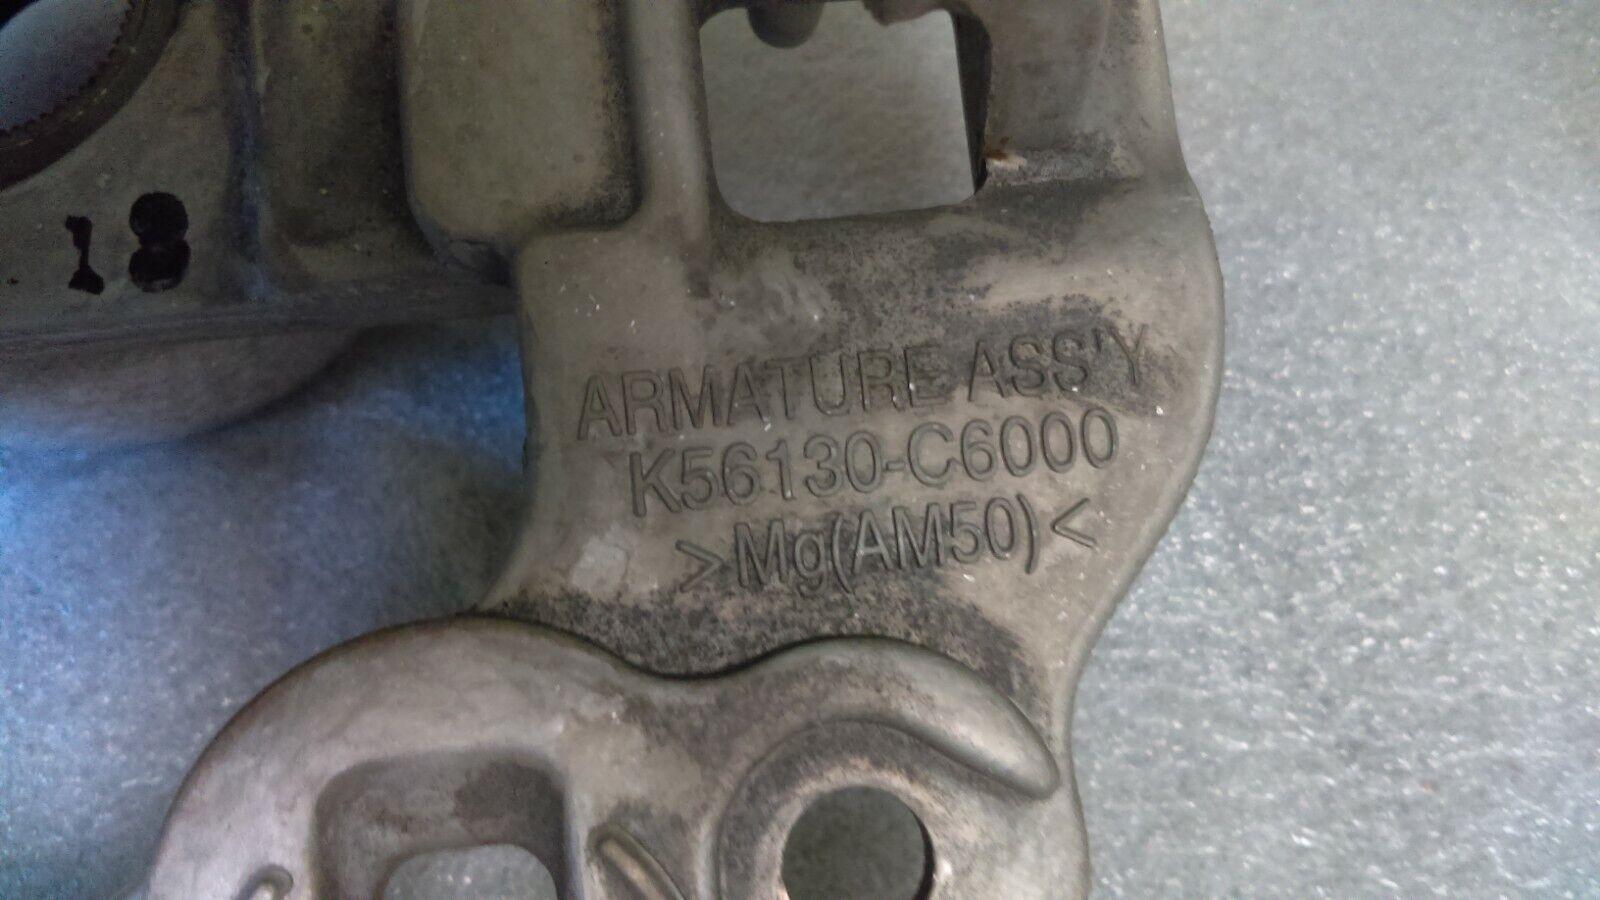 18
ARMATURE ASS'Y
K56130-C6000
>Mg(AM50)<